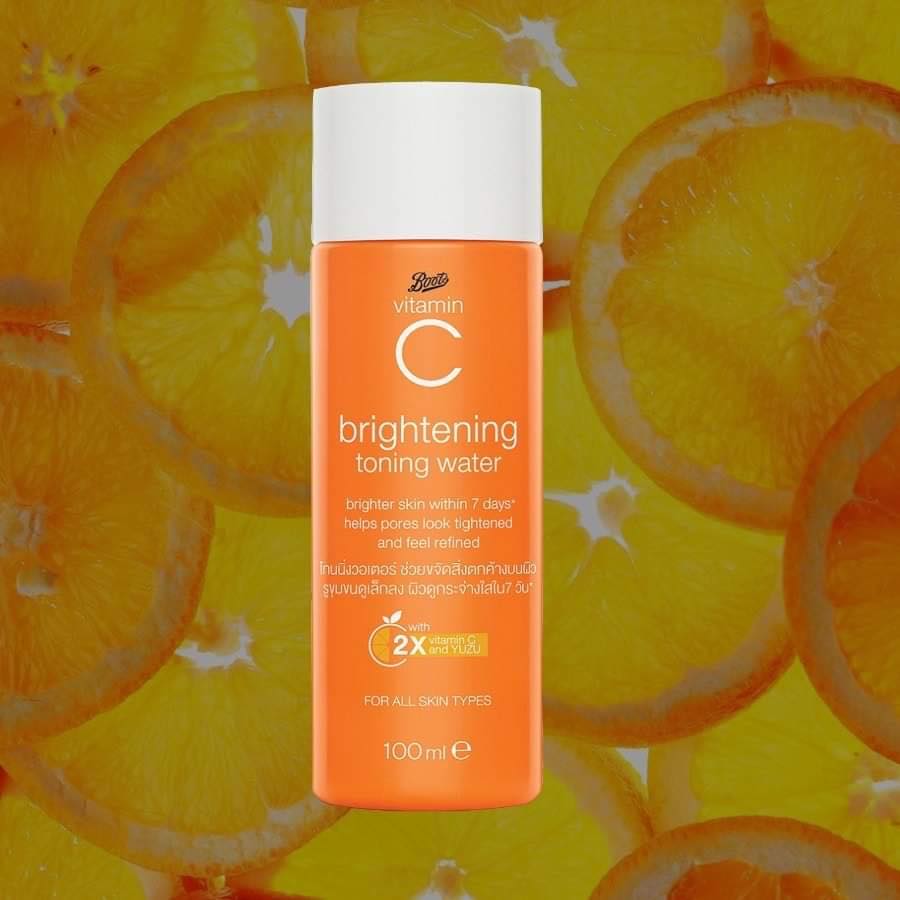 Boots
vitamin
C
brightening
toning water
brighter skin within 7 days*
helps pores look tightened
and feel refined
โทนนิ่งวอเตอร์ ช่วยขจัดสิ่งตกค้างบนผิว
รูขุมขนดูเล็กลง ผิวดูกระจ่างใสใน7 วัน*
with
2X vitamin C
and YUZU
FOR ALL SKIN TYPES
100 ml e